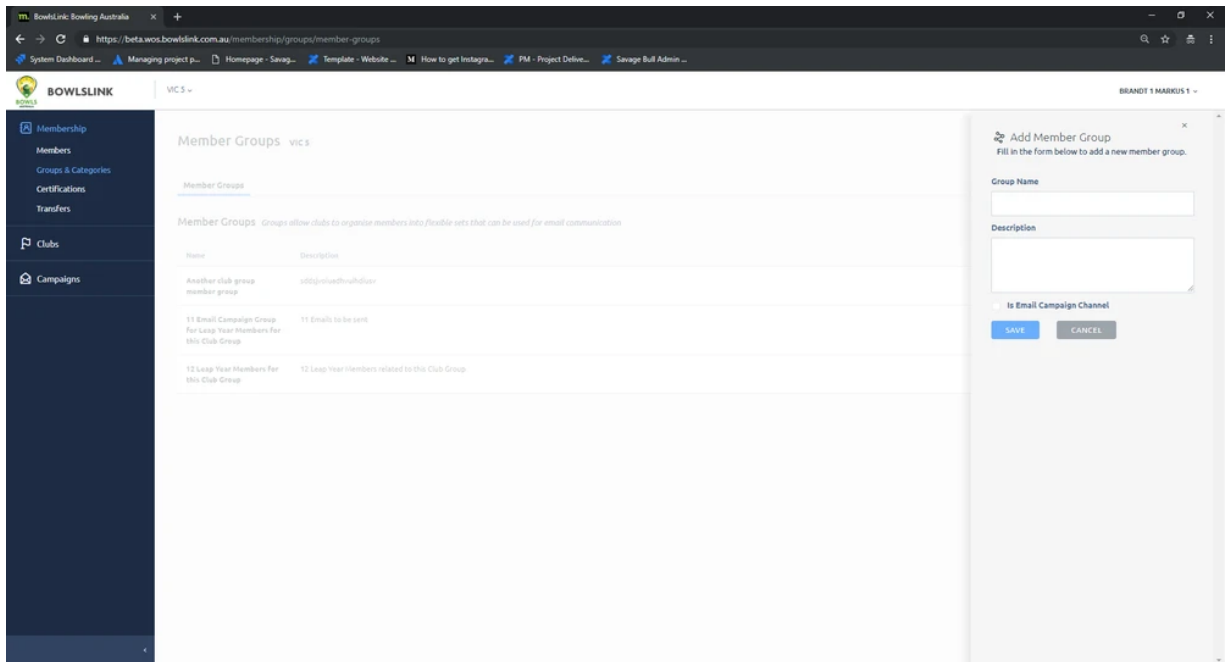 BowlsLink: Bowling Australia
https://beta.wos.bowlslink.com.au/membership/groups/member-groups
System Dashboard ... Managing project p... Homepage - Savag... Template - Website ... How to get Instagra... PM - Project Delive... Savage Bull Admin ...
BOWLS
BOWLSLINK
VIC 5
BRANDT 1 MARKUS 1
Membership
Members
Groups & Categories
Certifications
Transfers
Clubs
Campaigns
Member Groups VIC 5
Member Groups
Member Groups Groups allow clubs to organise members into flexible sets that can be used for email communication
Name Description
Another club group
member group
11 Email Campaign Group 11 Emails to be sent
for Leap Year Members for
this Club Group
12 Leap Year Members for 12 Leap Year Members related to this Club Group
this Club Group
Add Member Group
Fill in the form below to add a new member group.
Group Name
Description
Is Email Campaign Channel
SAVE CANCEL